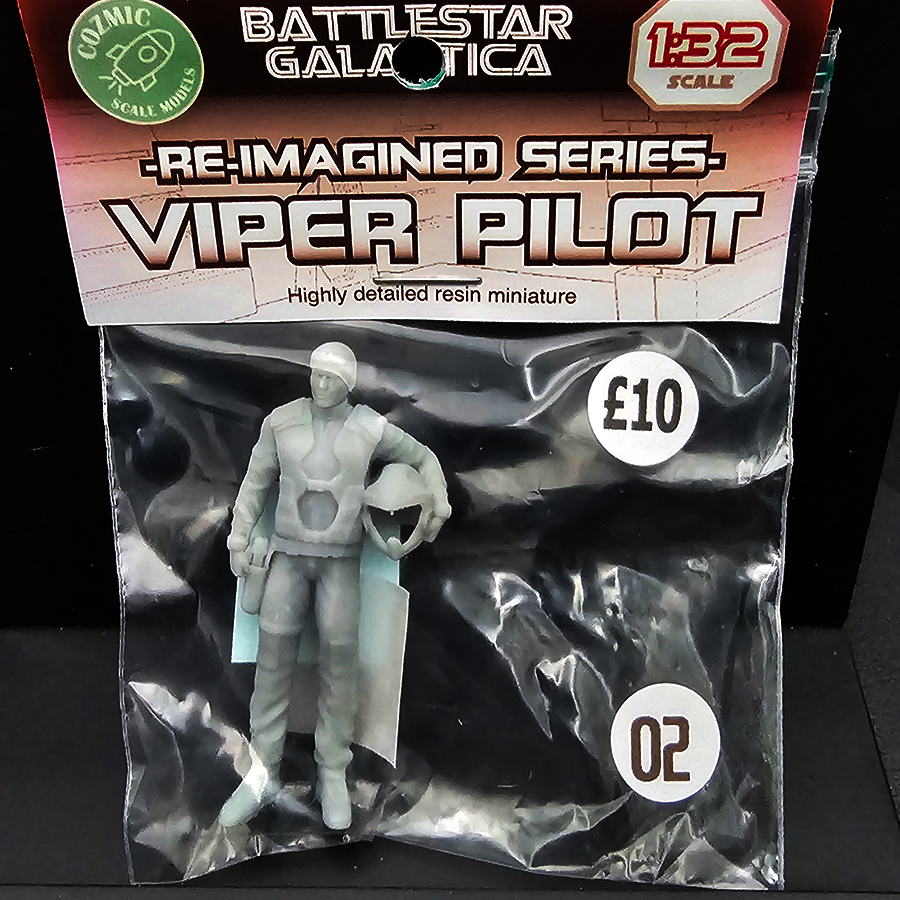 COZMIC
SCALE MODELS
BATTLESTAR
GALACTICA
1:32
SCALE
-RE-IMAGINED SERIES-
VIPER PILOT
Highly detailed resin miniature
£10
02